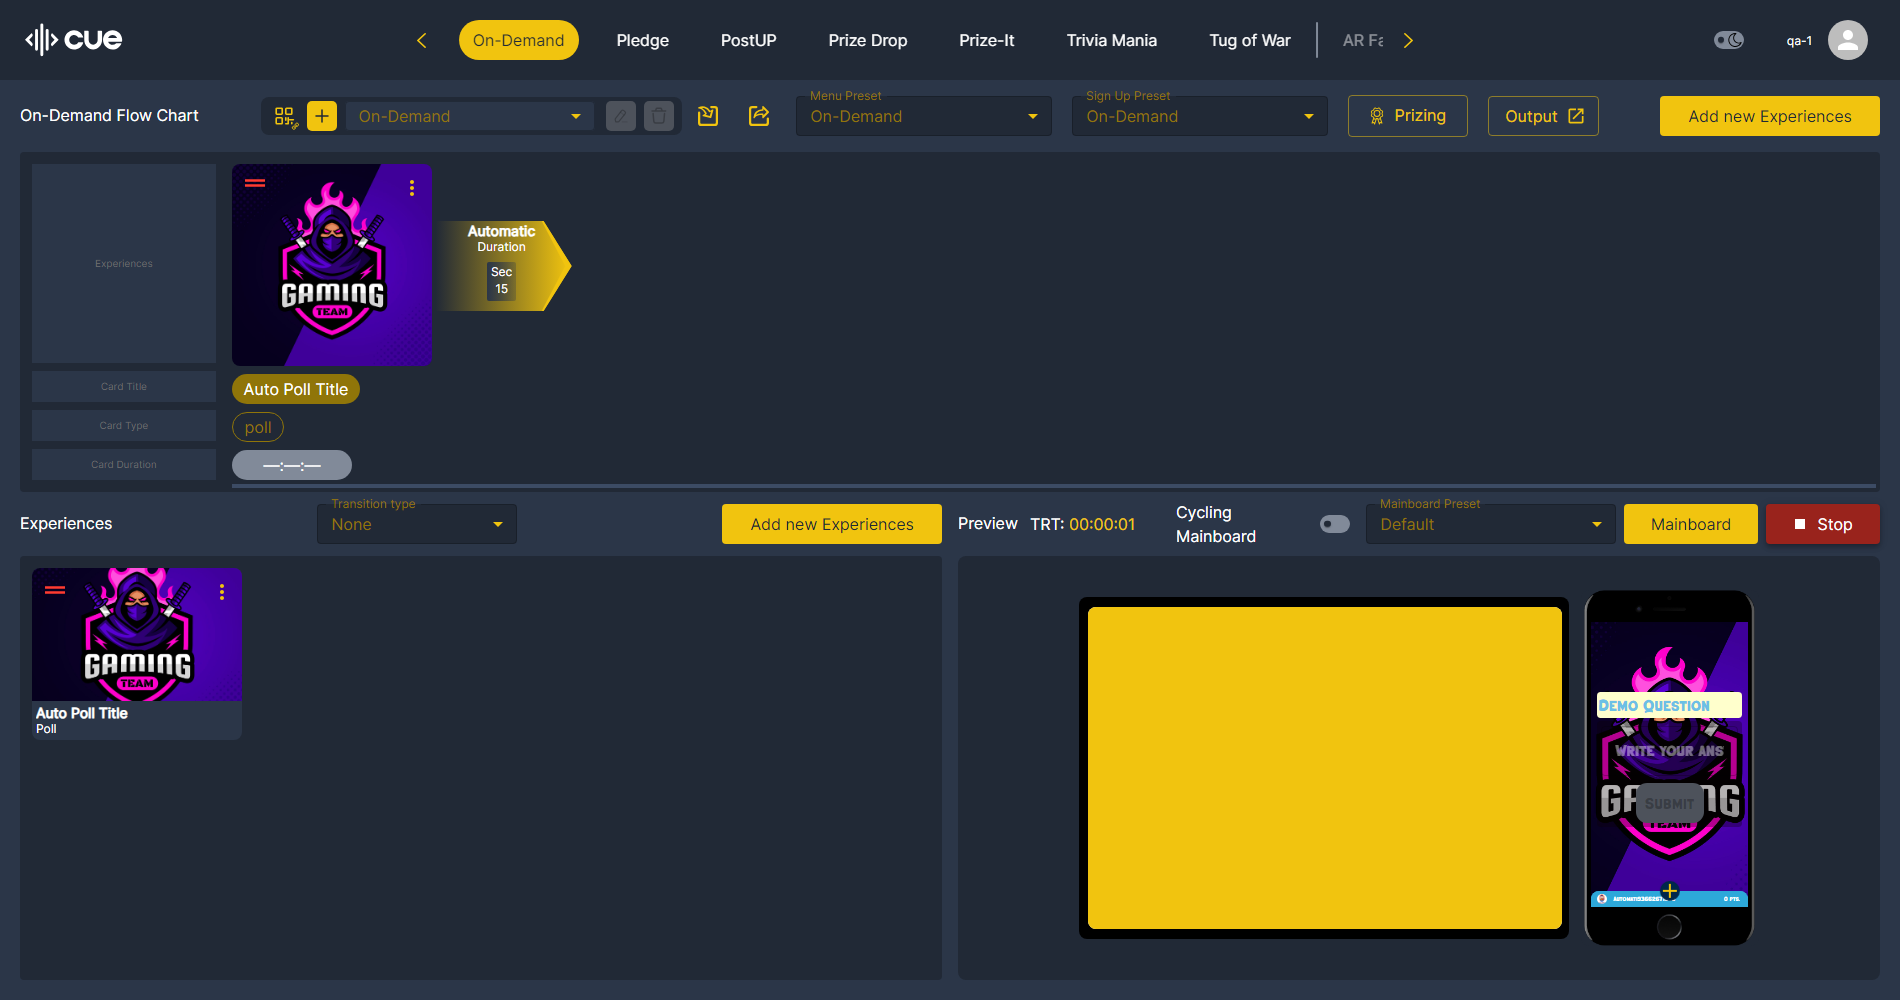 cue
On-Demand
Pledge
PostUP
Prize Drop
Prize-It
Trivia Mania
Tug of War
AR Fa
qa-1
On-Demand Flow Chart
On-Demand
Menu Preset
On-Demand
Sign Up Preset
On-Demand
Prizing
Output
Add new Experiences
Experiences
GAMING
TEAM
Automatic
Duration
Sec
15
Card Title
Auto Poll Title
Card Type
poll
Card Duration
—:—:—
Experiences
Transition type
None
Add new Experiences
Preview
TRT: 00:00:01
Cycling
Mainboard
Mainboard Preset
Default
Mainboard
Stop
GAMING
TEAM
Auto Poll Title
Poll
Demo Question
Write your ans
Submit
TEAM
0 pts.